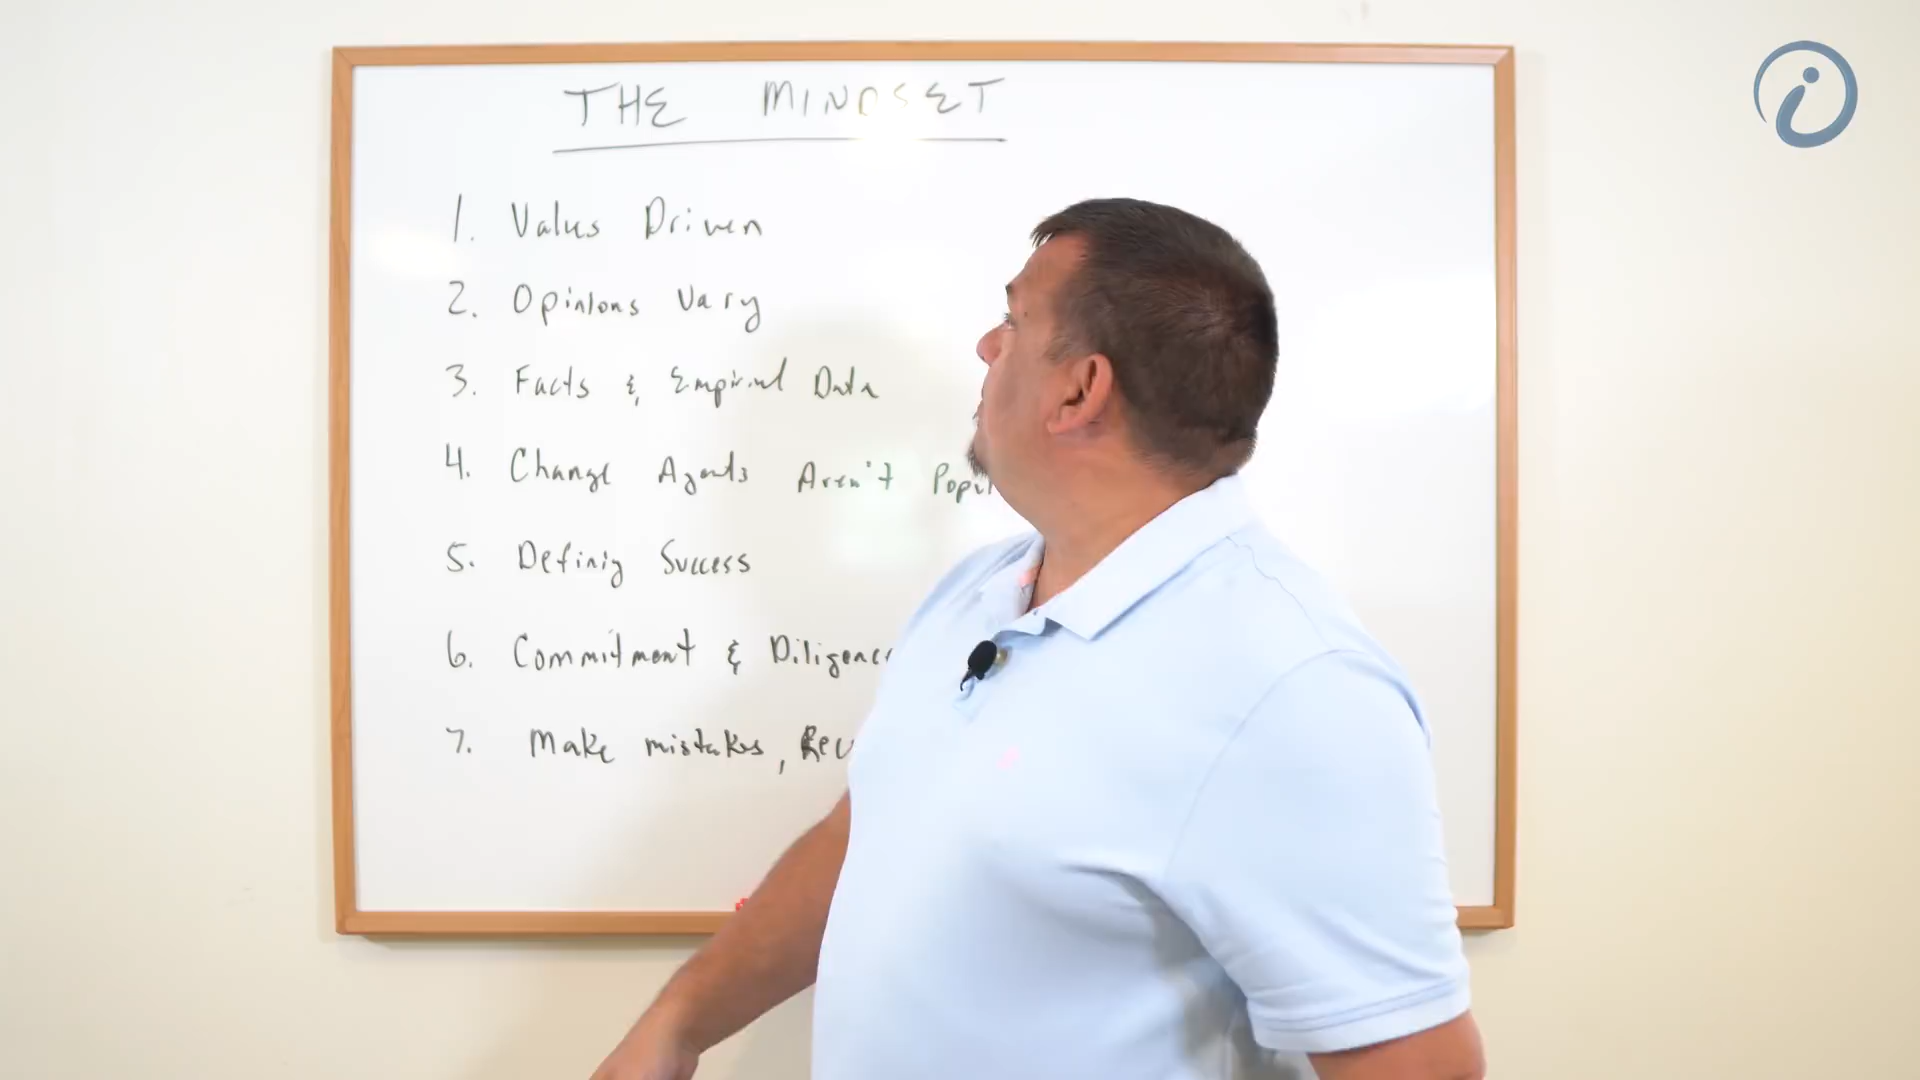 THE MINDSET
1. Values Driven
2. Opinions Vary
3. Facts & Empirical Data
4. Change Agents Aren't
5. Defining Success
6. Commitment & Diligence
7. Make mistakes,